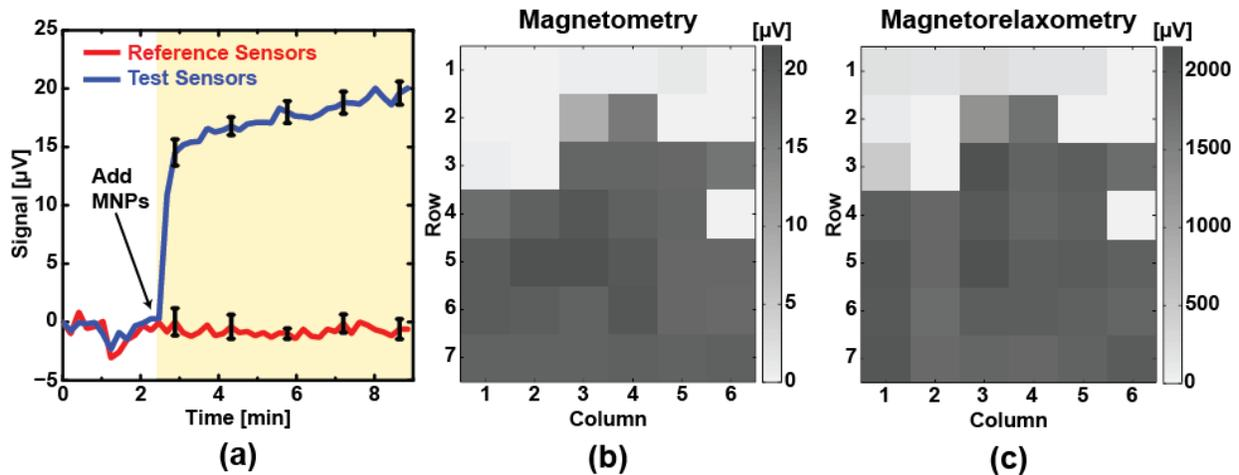 25
20
15
10
5
0
−5
Signal [µV]
Reference Sensors
Test Sensors
Add
MNPs
0 2 4 6 8
Time [min]
(a)
Magnetometry
[µV]
1
2
3
4
5
6
7
Row
1 2 3 4 5 6
Column
20
15
10
5
0
(b)
Magnetorelaxometry
[µV]
1
2
3
4
5
6
7
Row
1 2 3 4 5 6
Column
2000
1500
1000
500
0
(c)